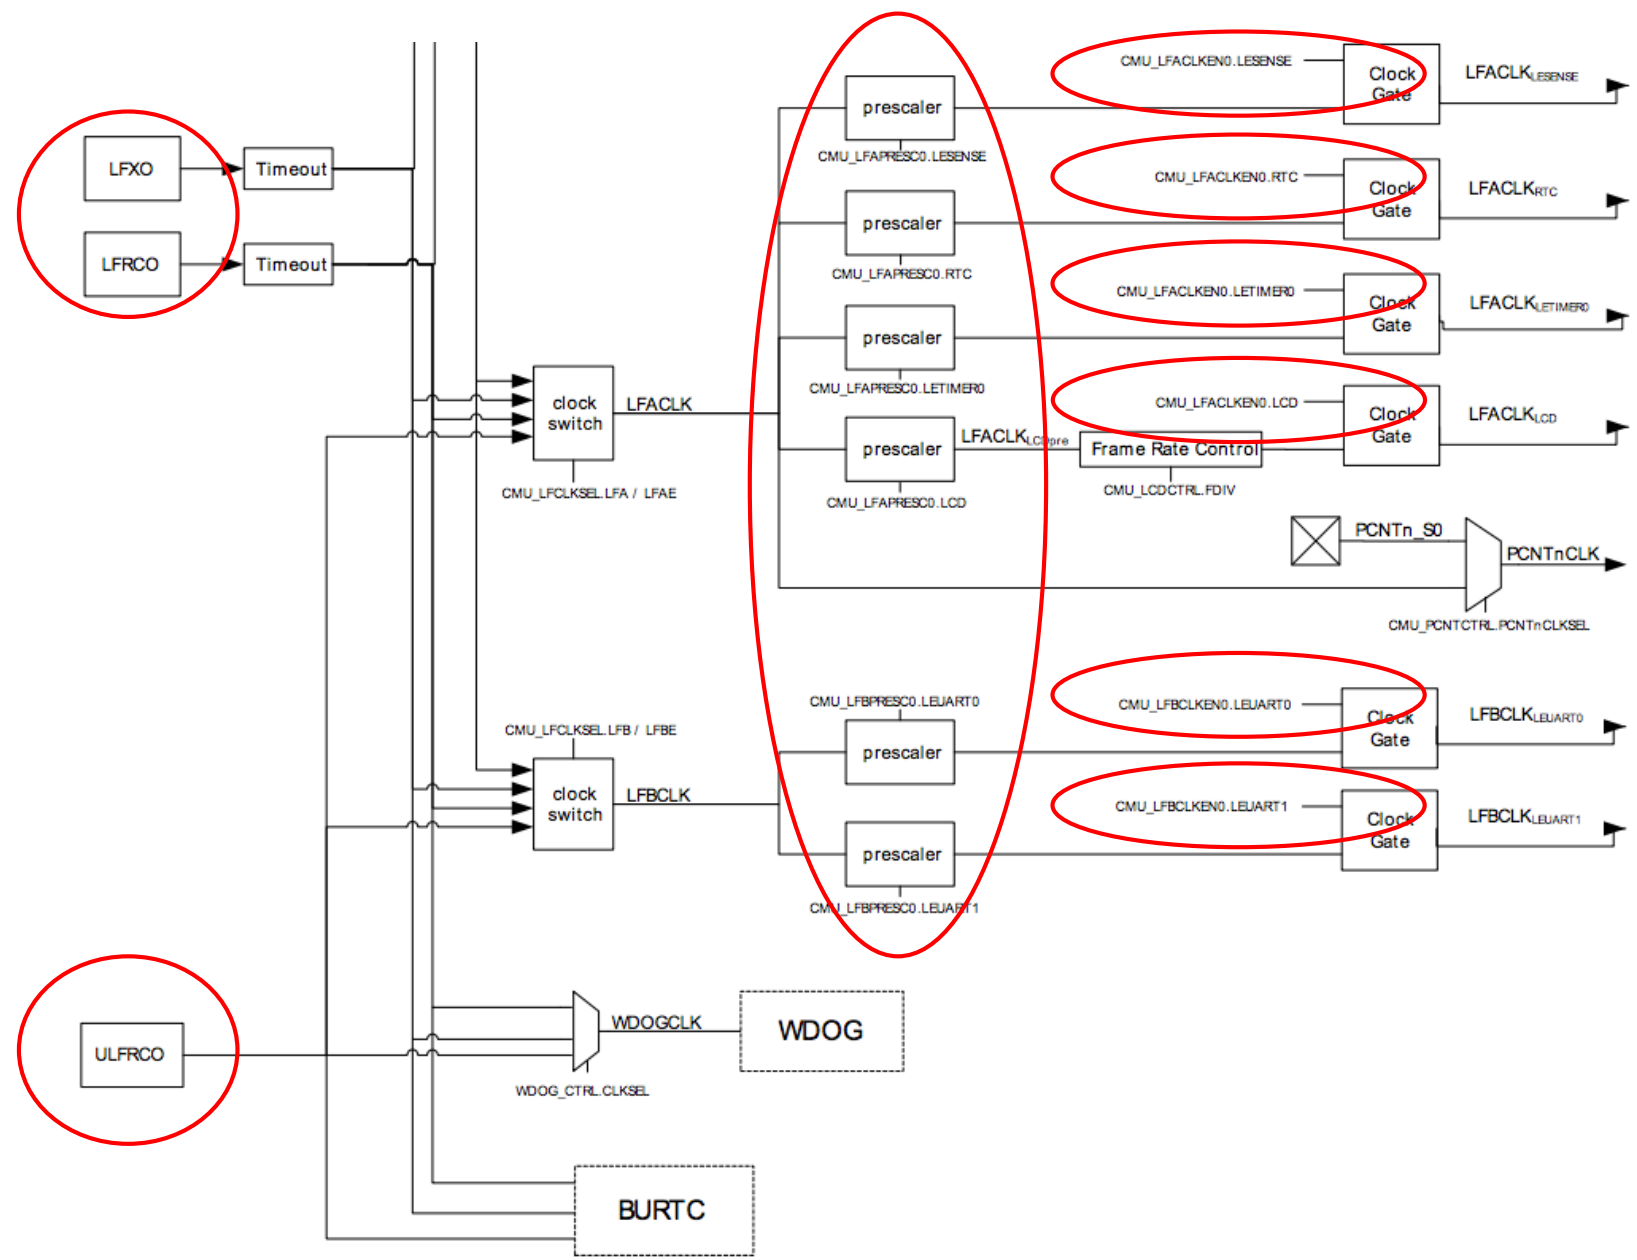 CMU_LFACLKEN0.LESENSE
Clock
Gate
LFACLKLESENSE
prescaler
CMU_LFAPRESC0.LESENSE
LFXO
Timeout
CMU_LFACLKEN0.RTC
Clock
Gate
LFACLKRTC
prescaler
CMU_LFAPRESC0.RTC
LFRCO
Timeout
CMU_LFACLKEN0.LETIMER0
Clock
Gate
LFACLKLETIMER0
prescaler
CMU_LFAPRESC0.LETIMER0
clock
switch
LFACLK
CMU_LFCLKSEL.LFA / LFAE
CMU_LFACLKEN0.LCD
Clock
Gate
LFACLKLCD
prescaler
LFACLKLCDpre
Frame Rate Control
CMU_LFAPRESC0.LCD
CMU_LCDCTRL.FDIV
PCNTn_S0
PCNTnCLK
CMU_PCNTCTRL.PCNTnCLKSEL
CMU_LFBPRESC0.LEUART0
CMU_LFBCLKEN0.LEUART0
Clock
Gate
LFBCLKLEUART0
CMU_LFCLKSEL.LFB / LFBE
prescaler
clock
switch
LFBCLK
CMU_LFBCLKEN0.LEUART1
Clock
Gate
LFBCLKLEUART1
prescaler
CMU_LFBPRESC0.LEUART1
ULFRCO
WDOGCLK
WDOG
WDOG_CTRL.CLKSEL
BURTC